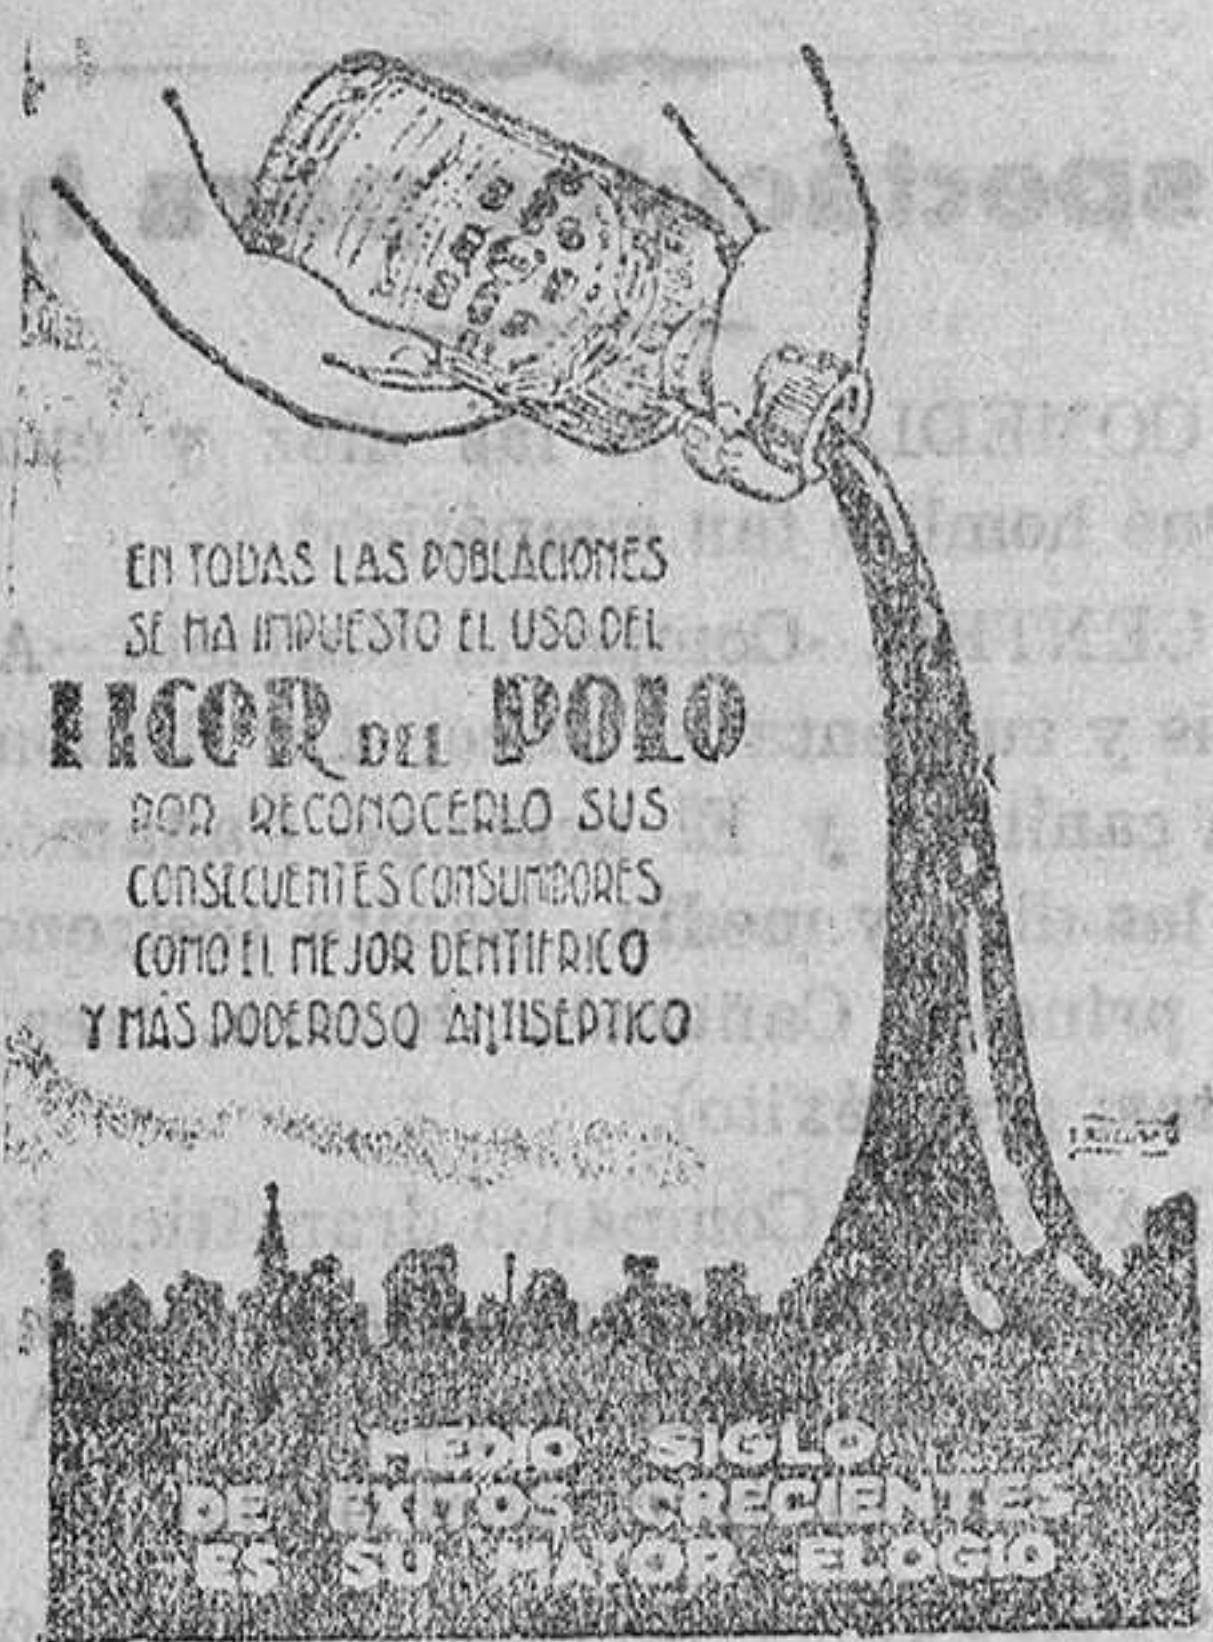 EN TODAS LAS POBLACIONES
SE HA IMPUESTO EL USO DEL
LICOR DEL POLO
POR RECONOCERLO SUS
CONSECUENTES CONSUMIDORES
COMO EL MEJOR DENTIFRICO
Y MÁS PODEROSO ANTISEPTICO
MEDIO SIGLO
DE EXITOS CRECIENTES
ES SU MAYOR ELOGIO